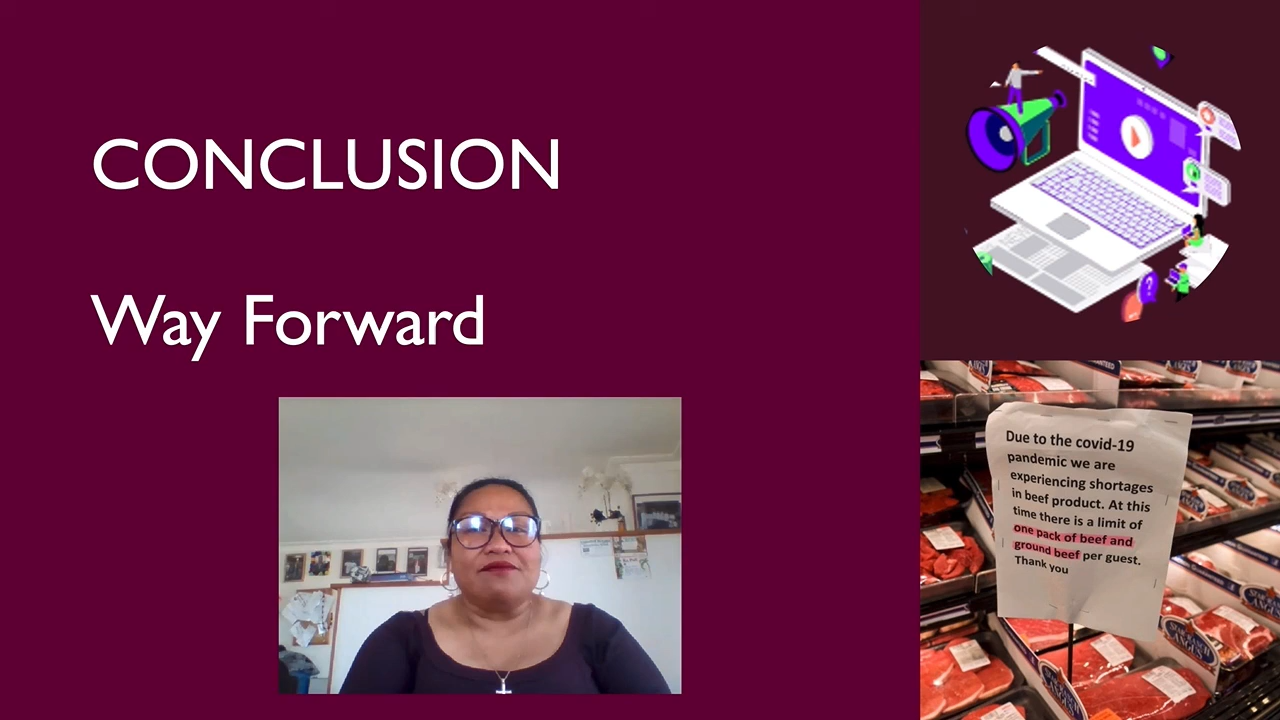 CONCLUSION
Way Forward
Due to the covid-19
pandemic we are
experiencing shortages
in beef product. At this
time there is a limit of
one pack of beef and
ground beef per guest.
Thank you